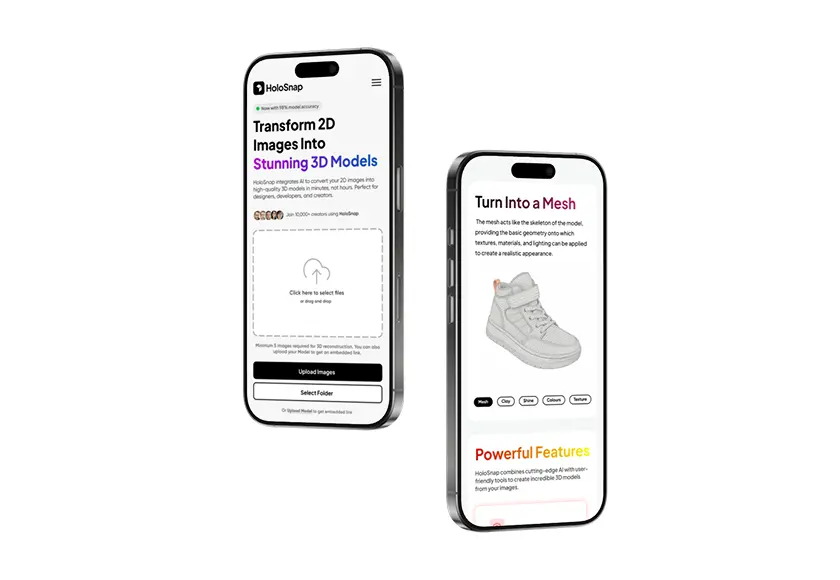 HoloSnap
Now with 98% model accuracy
Transform 2D
Images Into
Stunning 3D Models
HoloSnap integrates AI to convert your 2D images into
high-quality 3D models in minutes, not hours. Perfect for
designers, developers, and creators.
Join 10,000+ creators using HoloSnap
Click here to select files
or drag and drop
Minimum 5 images required for 3D reconstruction. You can also
upload your Model to get an embedded link.
Upload Images
Select Folder
Or Upload Model to get embedded link
Turn Into a Mesh
The mesh acts like the skeleton of the model,
providing the basic geometry onto which
textures, materials, and lighting can be applied
to create a realistic appearance.
Mesh
Clay
Shine
Colours
Texture
Powerful Features
HoloSnap combines cutting-edge AI with user-
friendly tools to create incredible 3D models
from your images.